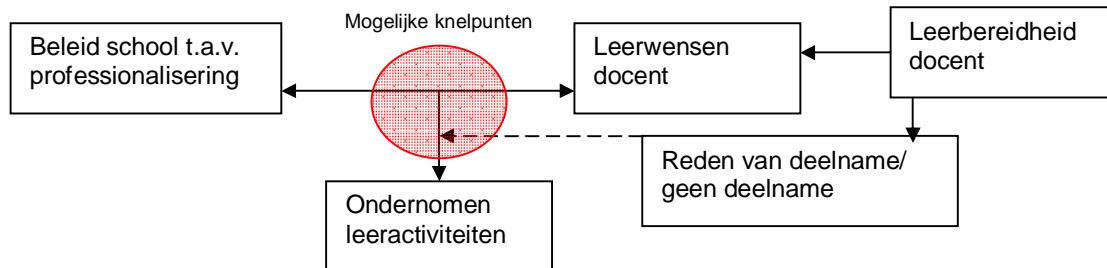 Beleid school t.a.v.
professionalisering
Mogelijke knelpunten
Leerwensen
docent
Leerbereidheid
docent
Reden van deelname/
geen deelname
Ondernomen
leeractiviteiten